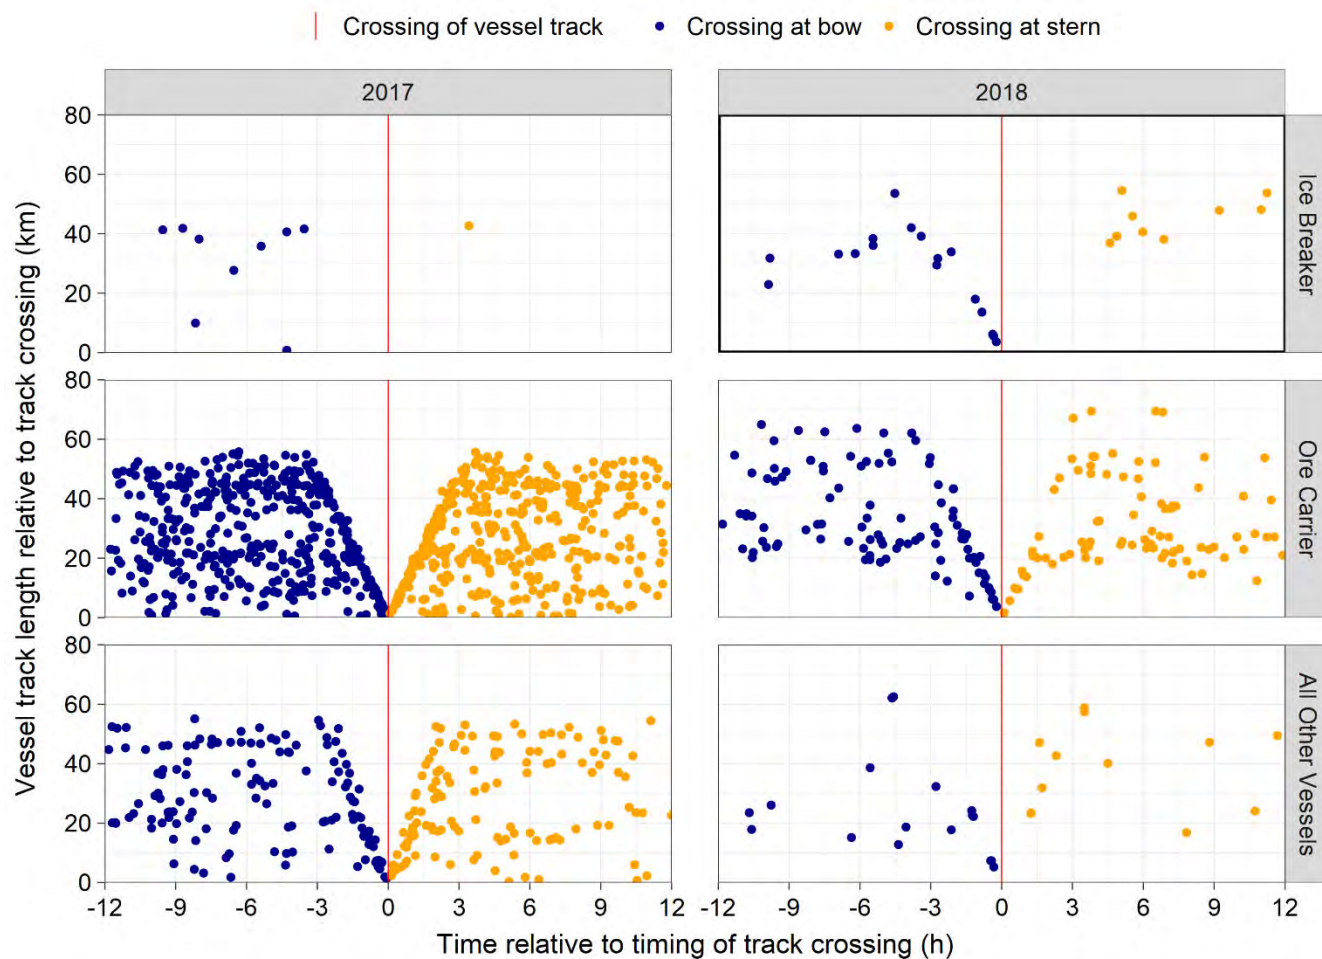 Crossing of vessel track Crossing at bow Crossing at stern
2017 2018
Vessel track length relative to track crossing (km)
80
60
40
20
0
Ice Breaker
80
60
40
20
0
Ore Carrier
80
60
40
20
0
All Other Vessels
-12 -9 -6 -3 0 3 6 9 12 -12 -9 -6 -3 0 3 6 9 12
Time relative to timing of track crossing (h)